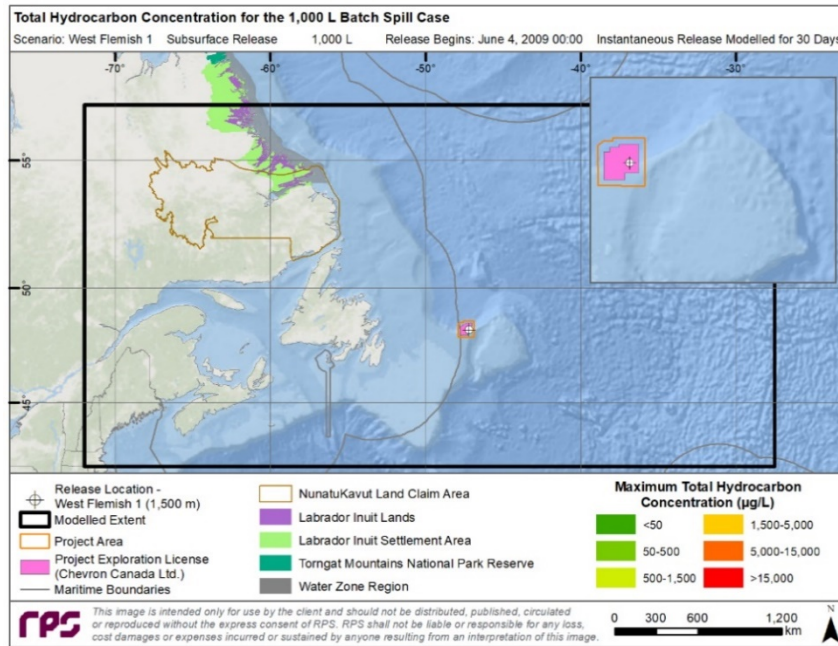 Total Hydrocarbon Concentration for the 1,000 L Batch Spill Case
Scenario: West Flemish 1 Subsurface Release 1,000 L Release Begins: June 4, 2009 00:00 Instantaneous Release Modelled for 30 Days
-70° -60° -50° -40° -30°
55°
55°
50°
50°
45°
45°
Release Location -
West Flemish 1 (1,500 m)
Modelled Extent
Project Area
Project Exploration License
(Chevron Canada Ltd.)
Maritime Boundaries
NunatuKavut Land Claim Area
Labrador Inuit Lands
Labrador Inuit Settlement Area
Torngat Mountains National Park Reserve
Water Zone Region
Maximum Total Hydrocarbon
Concentration (µg/L)
<50 1,500-5,000
50-500 5,000-15,000
500-1,500 >15,000
rps
This image is intended only for use by the client and should not be distributed, published, circulated
or reproduced without the express consent of RPS. RPS shall not be liable or responsible for any loss,
cost damages or expenses incurred or sustained by anyone resulting from an interpretation of this image.
0 300 600 1,200
km
N